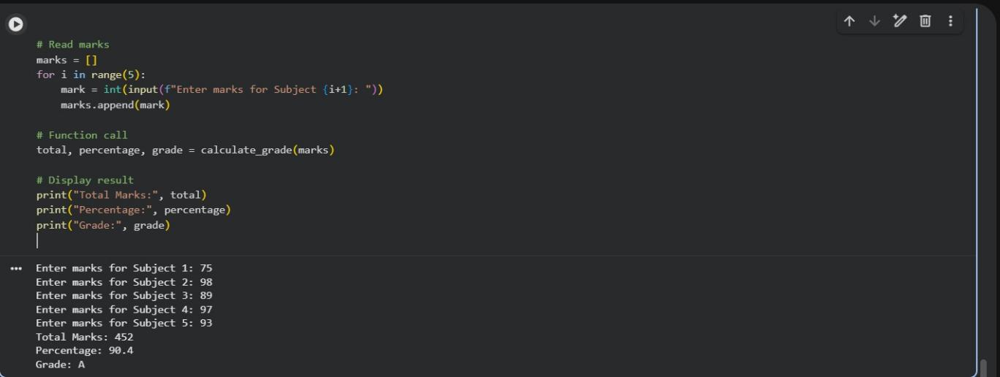 # Read marks
marks = []
for i in range(5):
    mark = int(input(f"Enter marks for Subject {i+1}: "))
    marks.append(mark)
# Function call
total, percentage, grade = calculate_grade(marks)
# Display result
print("Total Marks:", total)
print("Percentage:", percentage)
print("Grade:", grade)
Enter marks for Subject 1: 75
Enter marks for Subject 2: 98
Enter marks for Subject 3: 89
Enter marks for Subject 4: 97
Enter marks for Subject 5: 93
Total Marks: 452
Percentage: 90.4
Grade: A